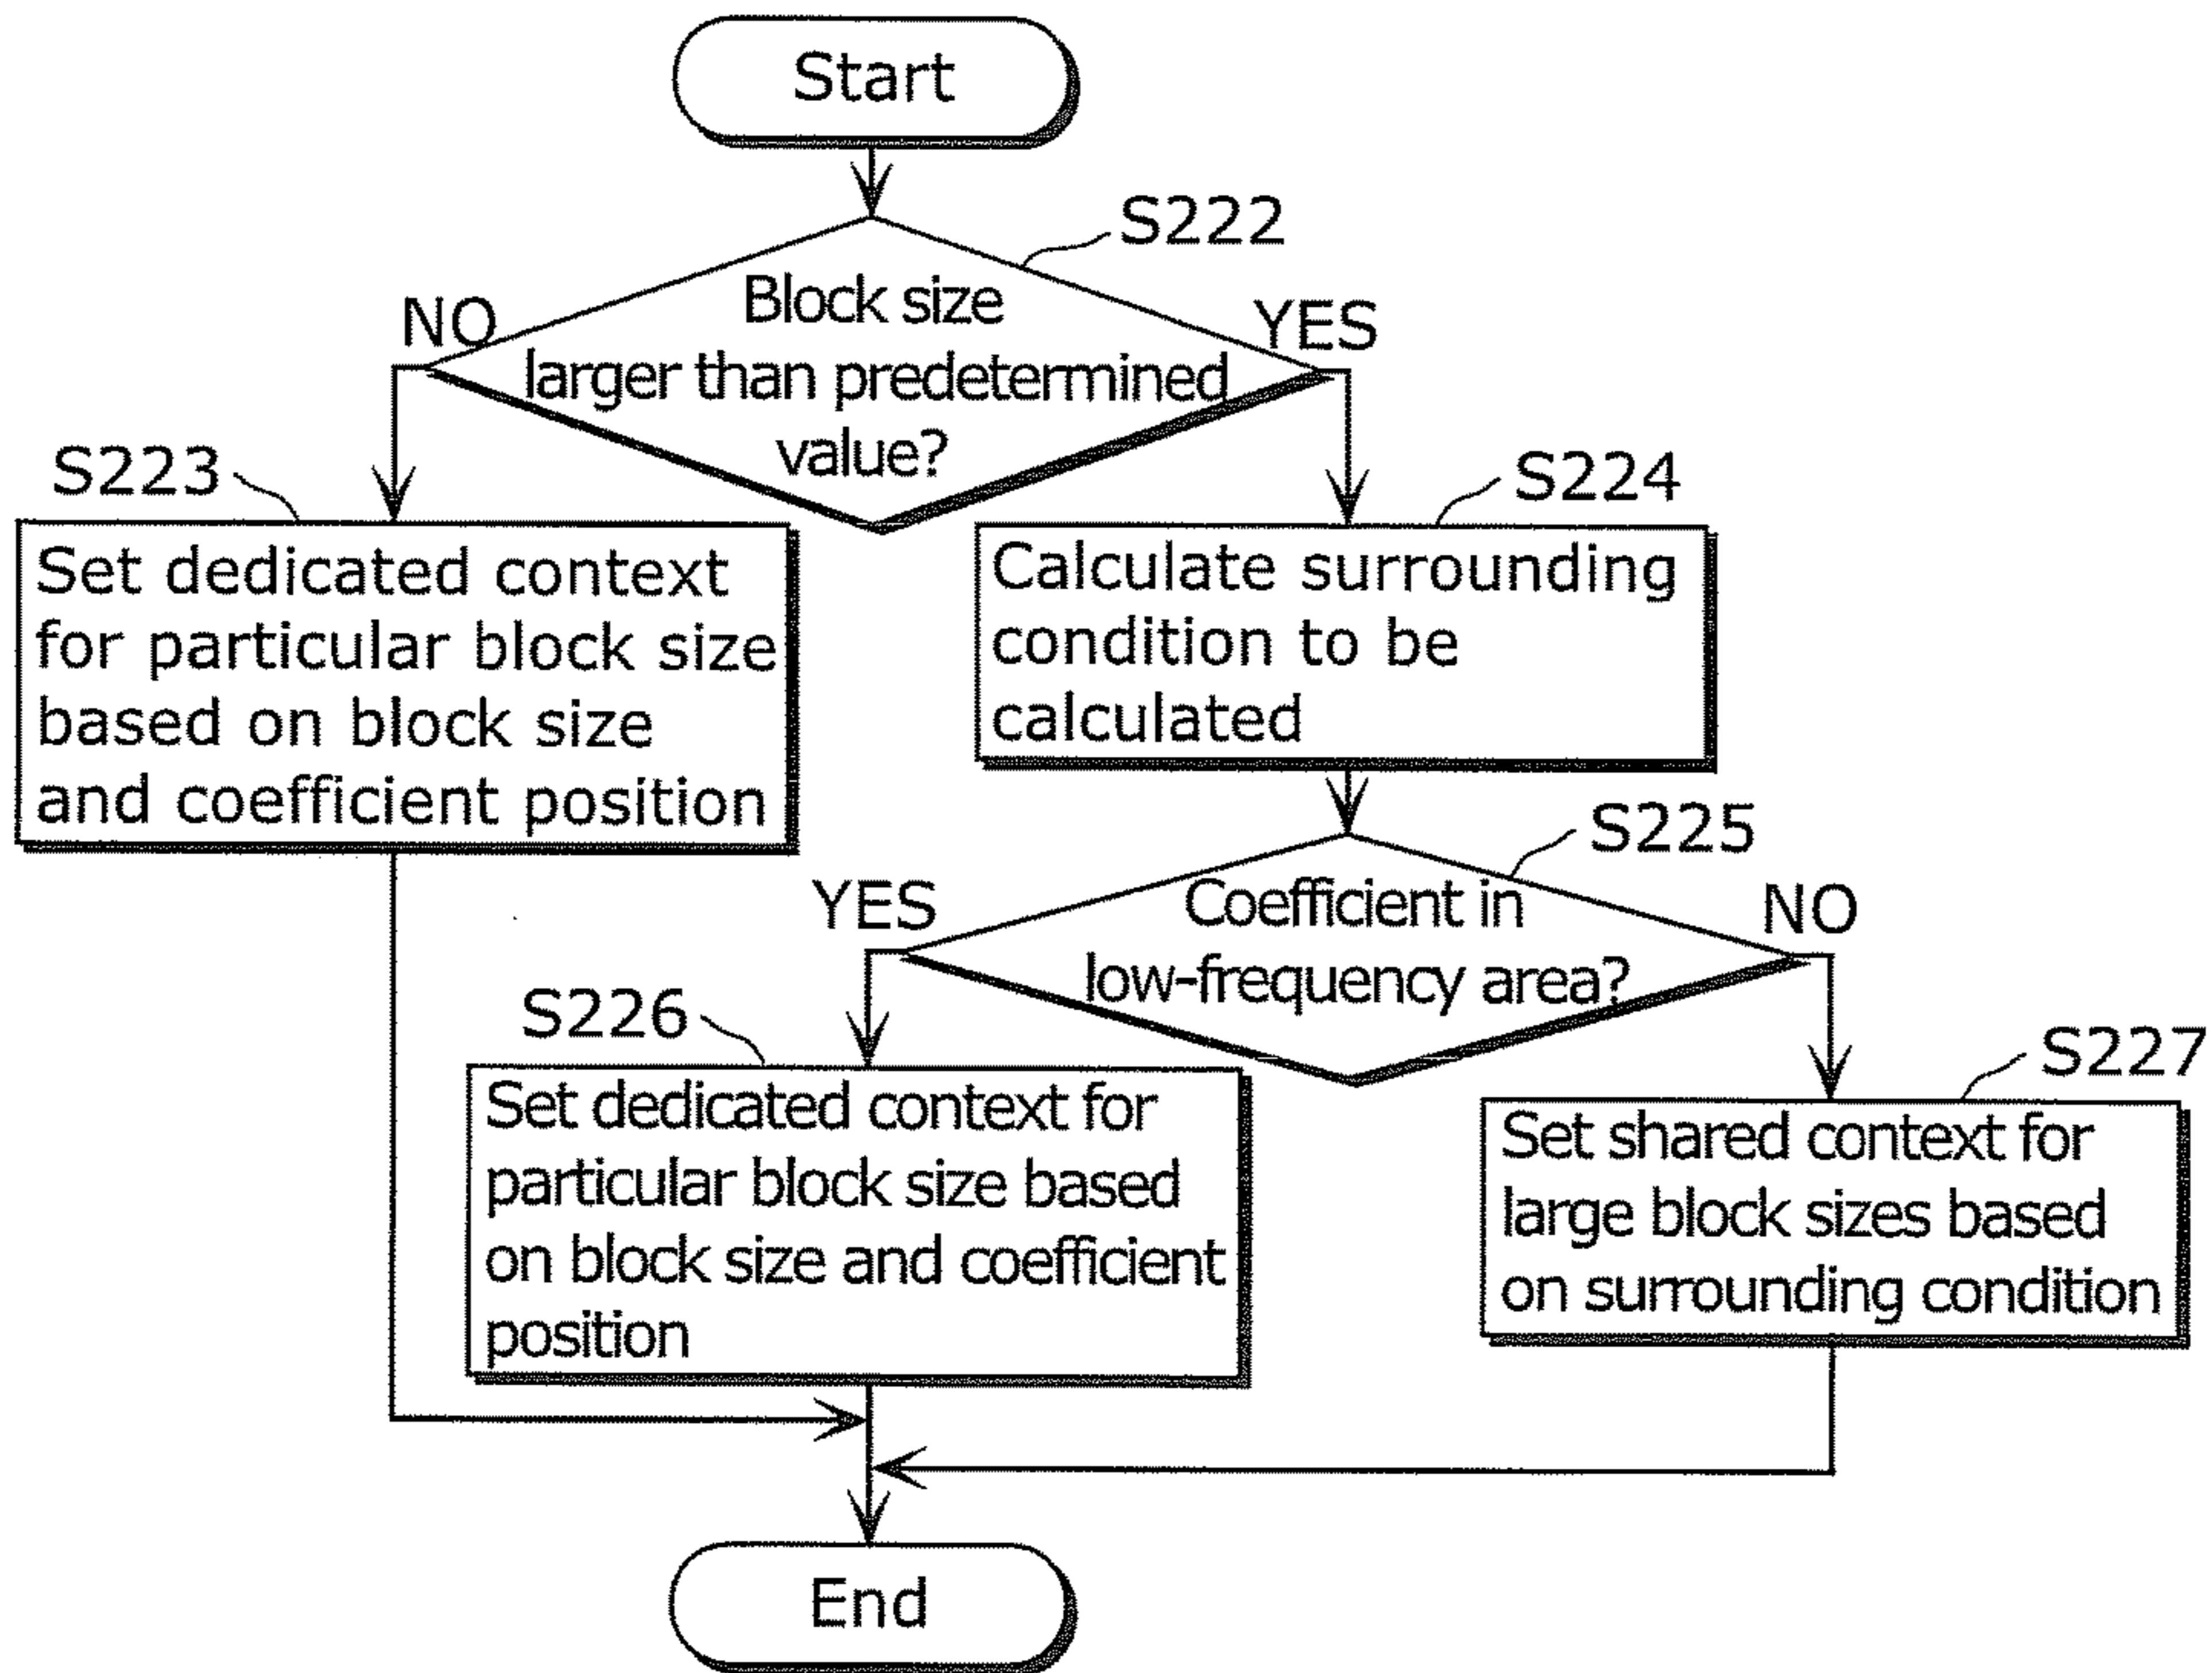 Start
S222
Block size
larger than predetermined
value?
NO
YES
S223
Set dedicated context
for particular block size
based on block size
and coefficient position
S224
Calculate surrounding
condition to be
calculated
S225
Coefficient in
low-frequency area?
YES
NO
S226
Set dedicated context for
particular block size based
on block size and coefficient
position
S227
Set shared context for
large block sizes based
on surrounding condition
End